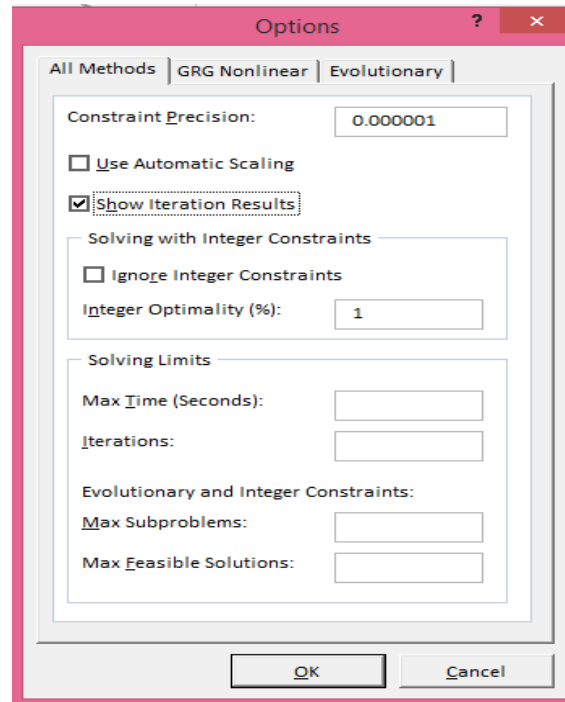 Options ? ×
All Methods GRG Nonlinear Evolutionary
Constraint Precision: 0.000001
Use Automatic Scaling
Show Iteration Results
Solving with Integer Constraints
Ignore Integer Constraints
Integer Optimality (%): 1
Solving Limits
Max Time (Seconds):
Iterations:
Evolutionary and Integer Constraints:
Max Subproblems:
Max Feasible Solutions:
OK Cancel